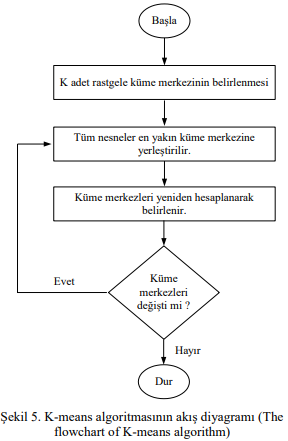 Başla
K adet rastgele küme merkezinin belirlenmesi
Tüm nesneler en yakın küme merkezine
yerleştirilir.
Küme merkezleri yeniden hesaplanarak
belirlenir.
Küme
merkezleri
değişti mi ?
Evet
Hayır
Dur
Şekil 5. K-means algoritmasının akış diyagramı (The
flowchart of K-means algorithm)